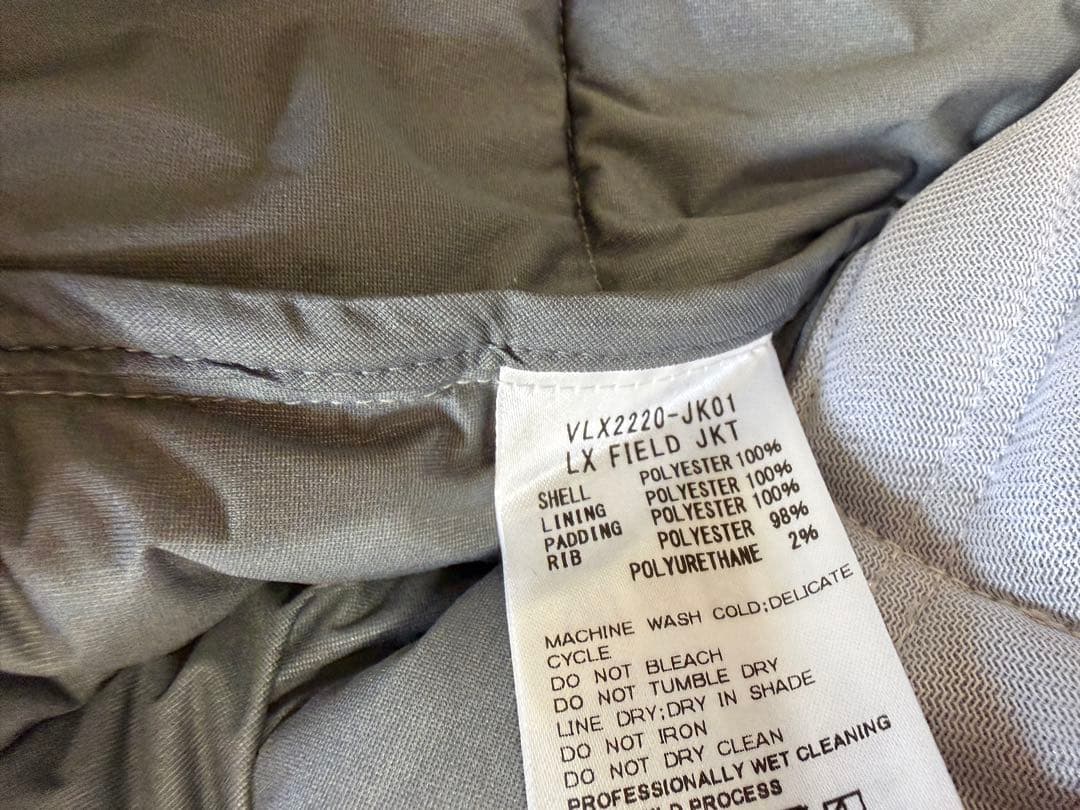 VLX2220-JK01
LX FIELD JKT
SHELL POLYESTER 100%
LINING POLYESTER 100%
PADDING POLYESTER 100%
RIB POLYESTER 98%
POLYURETHANE 2%
MACHINE WASH COLD;DELICATE
CYCLE
DO NOT BLEACH
DO NOT TUMBLE DRY
LINE DRY;DRY IN SHADE
DO NOT IRON
DO NOT DRY CLEAN
PROFESSIONALLY WET CLEANING
PROCESS